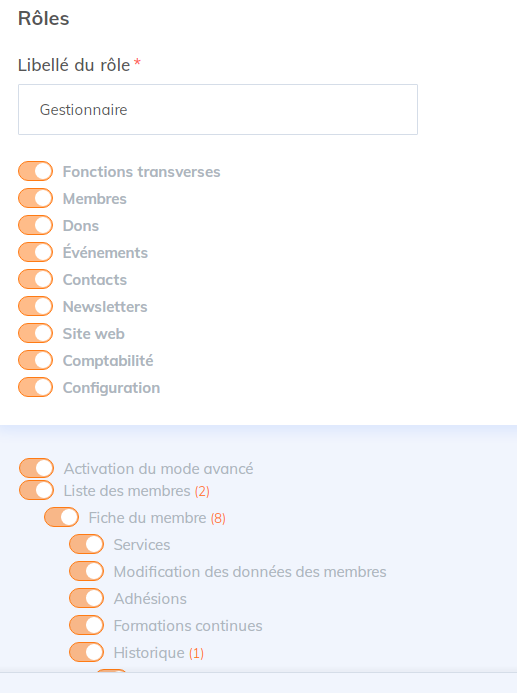 Rôles
Libellé du rôle *
Gestionnaire
Fonctions transverses
Membres
Dons
Événements
Contacts
Newsletters
Site web
Comptabilité
Configuration
Activation du mode avancé
Liste des membres (2)
Fiche du membre (8)
Services
Modification des données des membres
Adhésions
Formations continues
Historique (1)